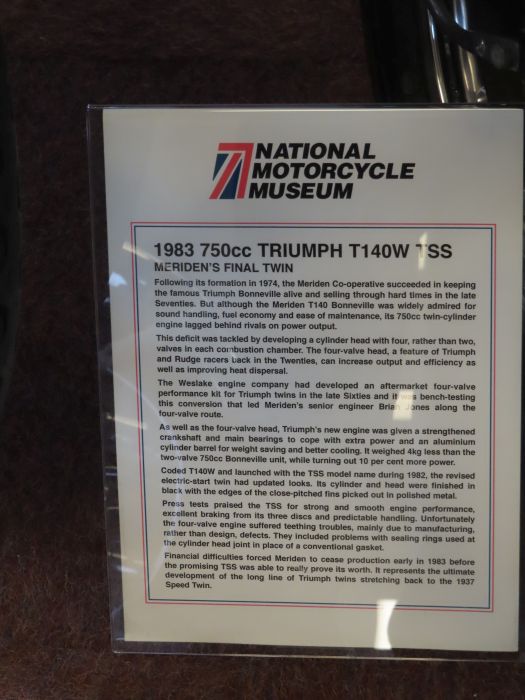 NATIONAL
MOTORCYCLE
MUSEUM
1983 750cc TRIUMPH T140W TSS
MERIDEN'S FINAL TWIN
Following its formation in 1974, the Meriden Co-operative succeeded in keeping
the famous Triumph Bonneville alive and selling through hard times in the late
Seventies. But although the Meriden T140 Bonneville was widely admired for
sound handling, fuel economy and ease of maintenance, its 750cc twin-cylinder
engine lagged behind rivals on power output.
This deficit was tackled by developing a cylinder head with four, rather than two,
valves in each combustion chamber. The four-valve head, a feature of Triumph
and Rudge racers back in the Twenties, can increase output and efficiency as
well as improving heat dispersal.
The Weslake engine company had developed an aftermarket four-valve
performance kit for Triumph twins in the late Sixties and it was bench-testing
this conversion that led Meriden's senior engineer Brian Jones along the
four-valve route.
As well as the four-valve head, Triumph's new engine was given a strengthened
crankshaft and main bearings to cope with extra power and an aluminium
cylinder barrel for weight saving and better cooling. It weighed 4kg less than the
two-valve 750cc Bonneville unit, while turning out 10 per cent more power.
Coded T140W and launched with the TSS model name during 1982, the revised
electric-start twin had updated looks. Its cylinder and head were finished in
black with the edges of the close-pitched fins picked out in polished metal.
Press tests praised the TSS for strong and smooth engine performance,
excellent braking from its three discs and predictable handling. Unfortunately
the four-valve engine suffered teething troubles, mainly due to manufacturing,
rather than design, defects. They included problems with sealing rings used at
the cylinder head joint in place of a conventional gasket.
Financial difficulties forced Meriden to cease production early in 1983 before
the promising TSS was able to really prove its worth. It represents the ultimate
development of the long line of Triumph twins stretching back to the 1937
Speed Twin.